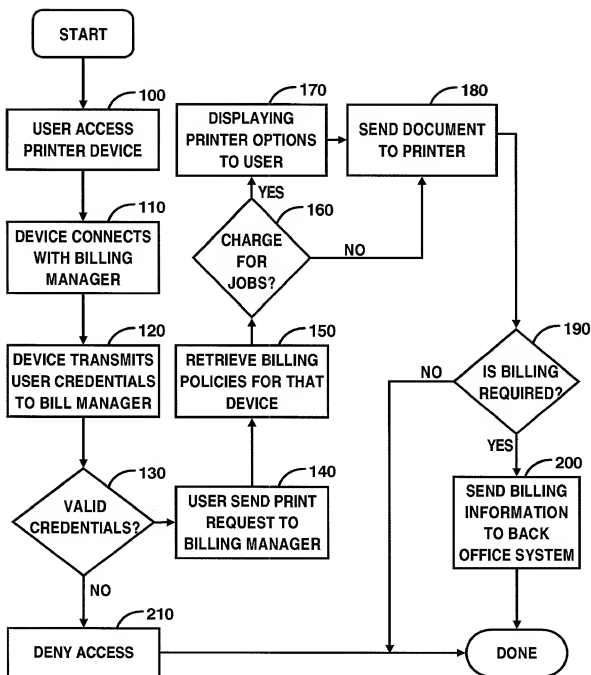 START
100
USER ACCESS
PRINTER DEVICE
110
DEVICE CONNECTS
WITH BILLING
MANAGER
120
DEVICE TRANSMITS
USER CREDENTIALS
TO BILL MANAGER
130
VALID
CREDENTIALS?
NO
210
DENY ACCESS
140
USER SEND PRINT
REQUEST TO
BILLING MANAGER
150
RETRIEVE BILLING
POLICIES FOR THAT
DEVICE
160
CHARGE
FOR
JOBS?
YES
NO
170
DISPLAYING
PRINTER OPTIONS
TO USER
180
SEND DOCUMENT
TO PRINTER
190
IS BILLING
REQUIRED?
NO
YES
200
SEND BILLING
INFORMATION
TO BACK
OFFICE SYSTEM
DONE